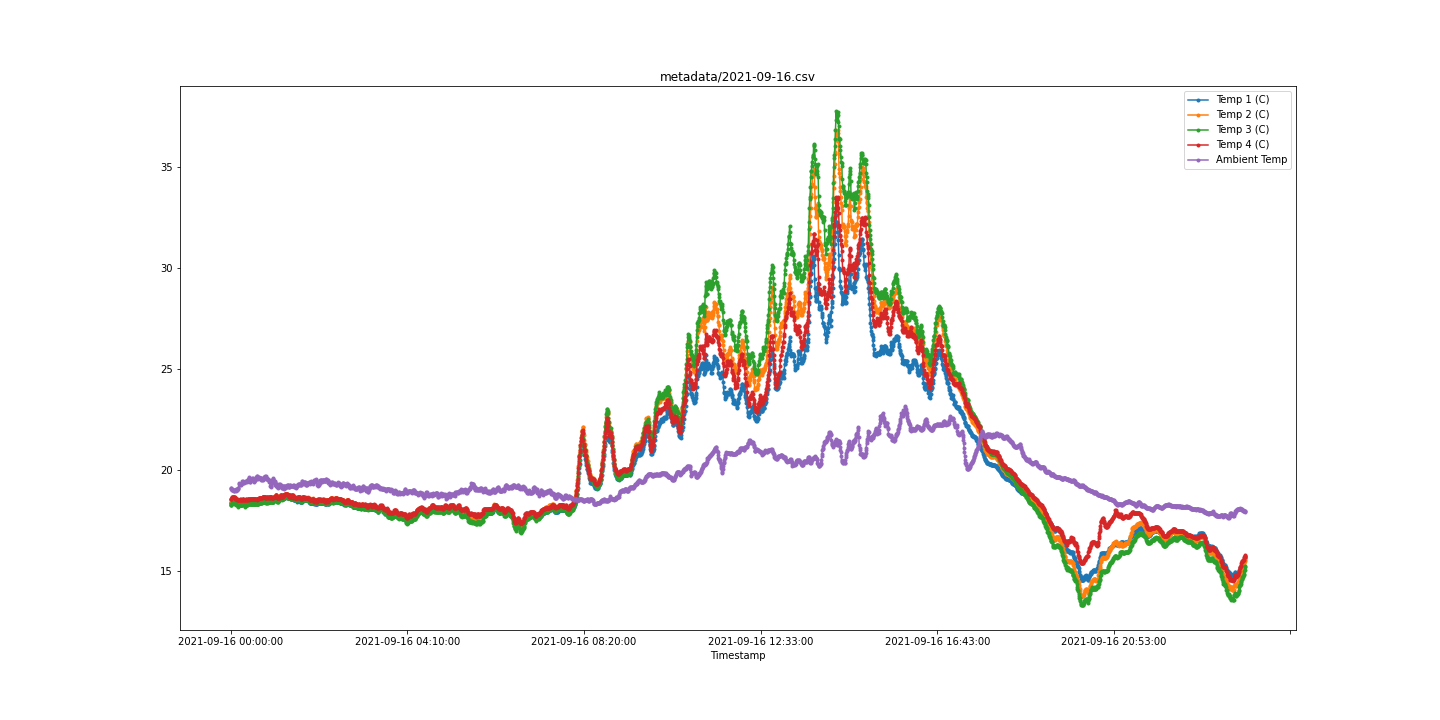 metadata/2021-09-16.csv
Temp 1 (C)
Temp 2 (C)
Temp 3 (C)
Temp 4 (C)
Ambient Temp
35
30
25
20
15
2021-09-16 00:00:00
2021-09-16 04:10:00
2021-09-16 08:20:00
2021-09-16 12:33:00
2021-09-16 16:43:00
2021-09-16 20:53:00
Timestamp